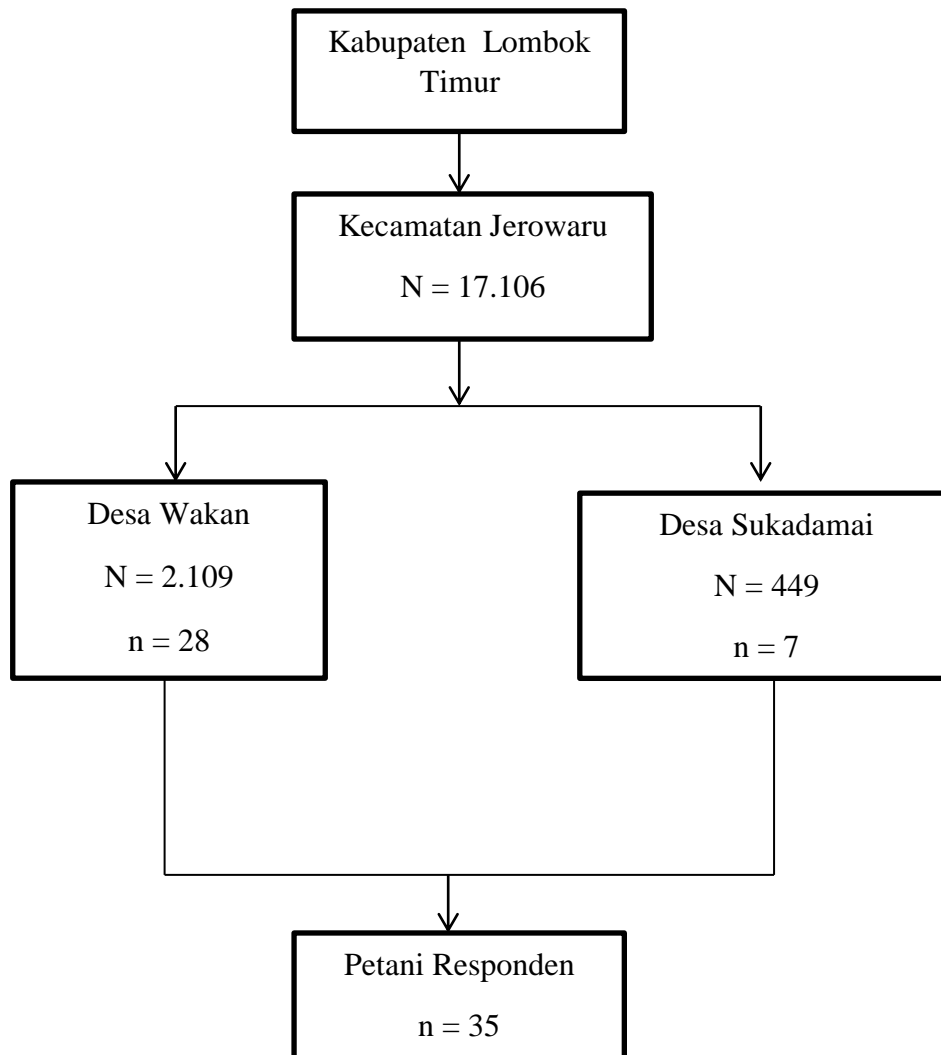 Kabupaten Lombok
Timur
Kecamatan Jerowaru
N = 17.106
Desa Wakan
N = 2.109
n = 28
Desa Sukadamai
N = 449
n = 7
Petani Responden
n = 35